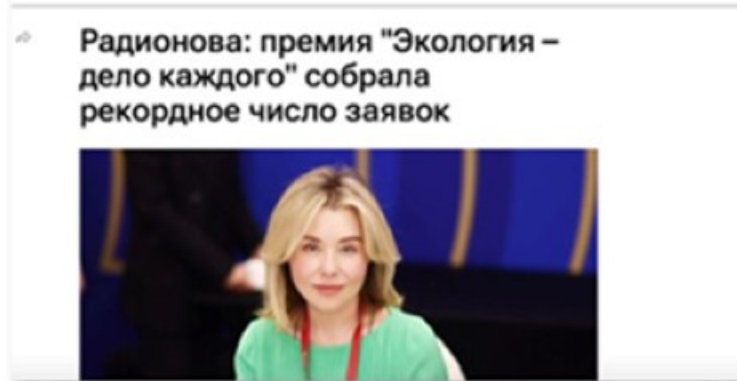 Радионова: премия "Экология –
дело каждого" собрала
рекордное число заявок